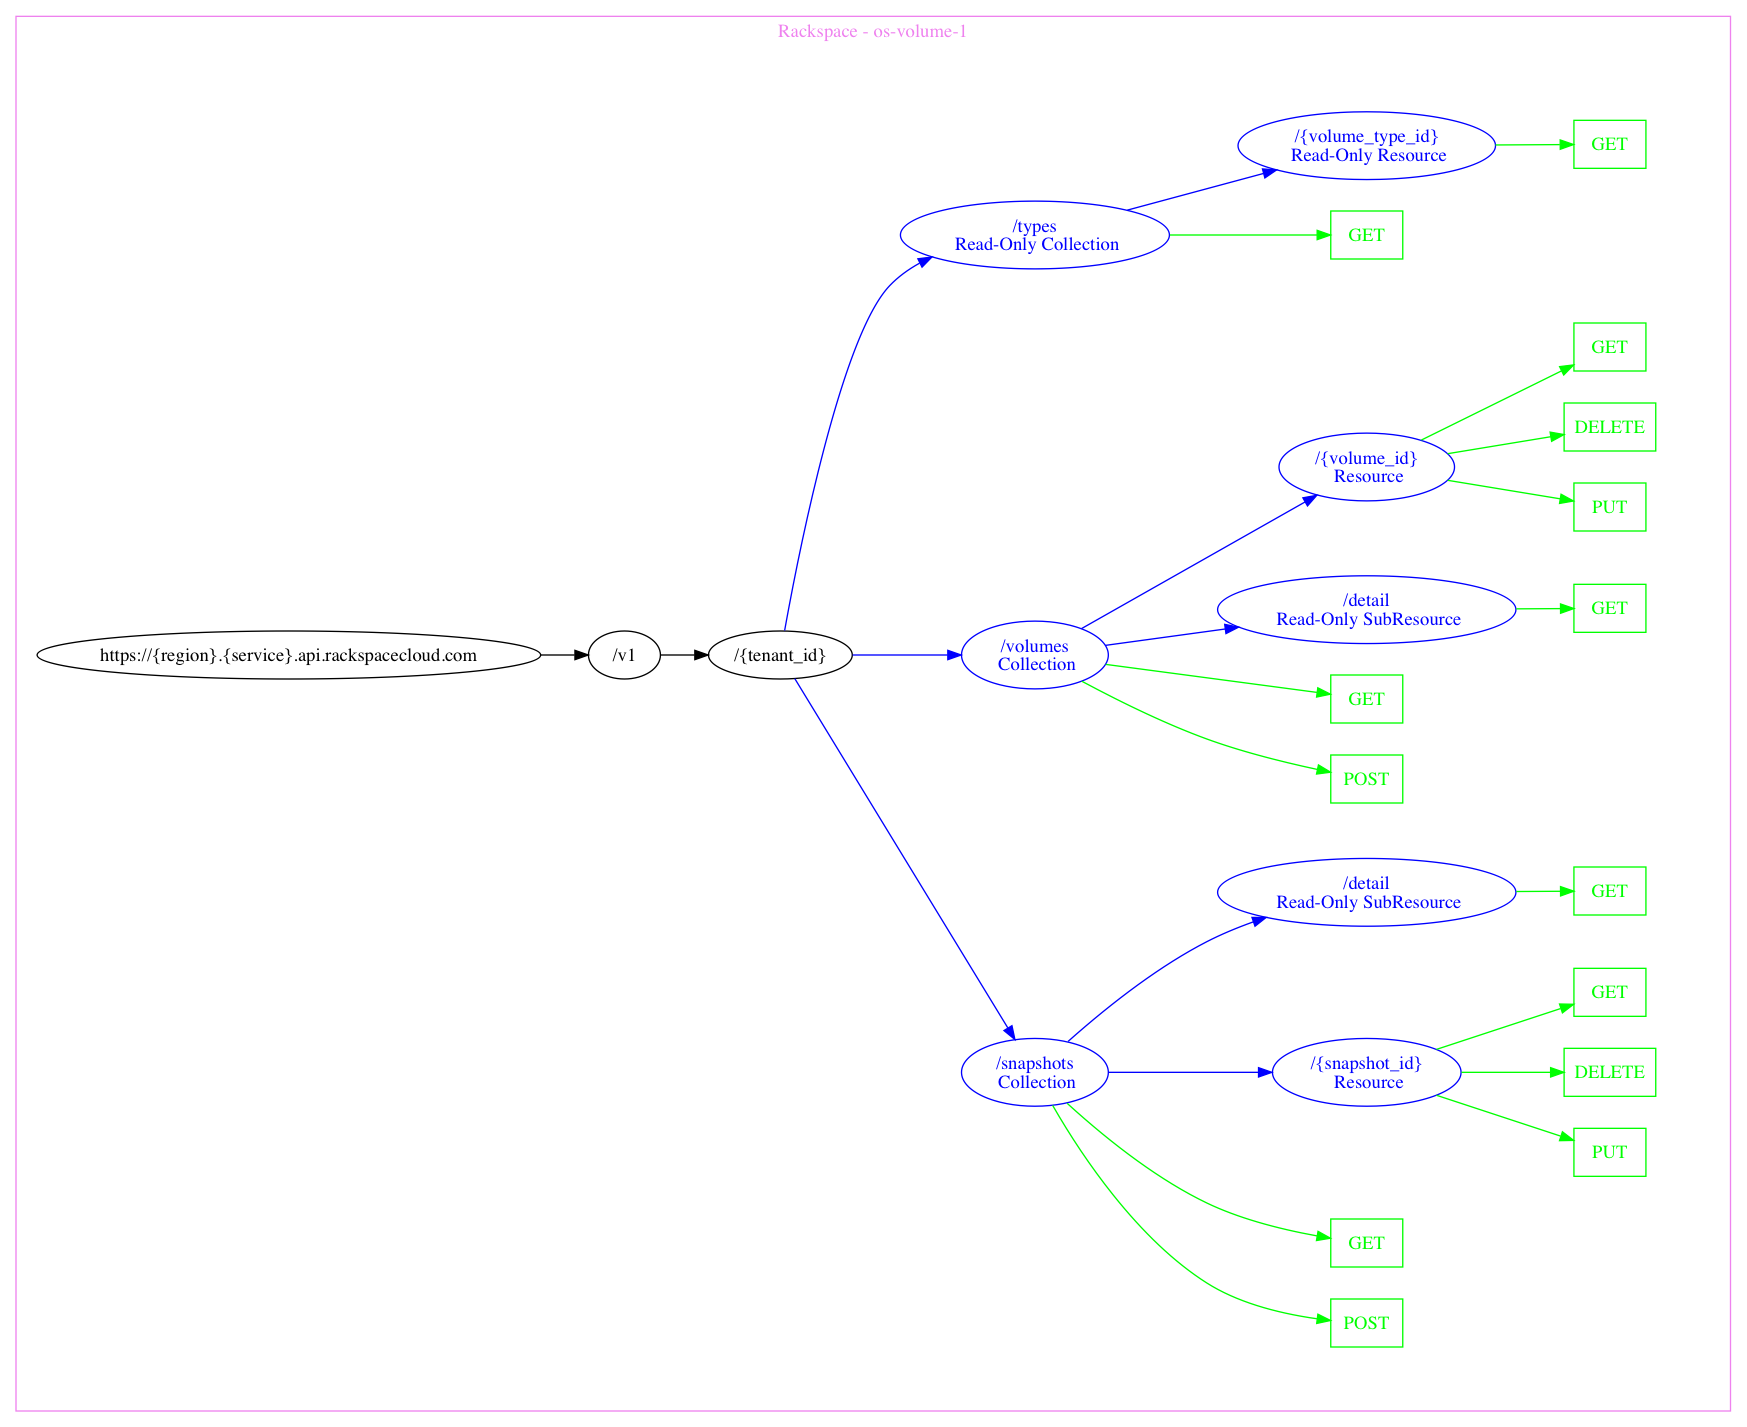 Rackspace - os-volume-1
/{volume_type_id}
Read-Only Resource
GET
/types
Read-Only Collection
GET
GET
DELETE
/{volume_id}
Resource
PUT
/detail
Read-Only SubResource
GET
https://{region}.{service}.api.rackspacecloud.com
/v1
/{tenant_id}
/volumes
Collection
GET
POST
/detail
Read-Only SubResource
GET
GET
/snapshots
Collection
/{snapshot_id}
Resource
DELETE
PUT
GET
POST